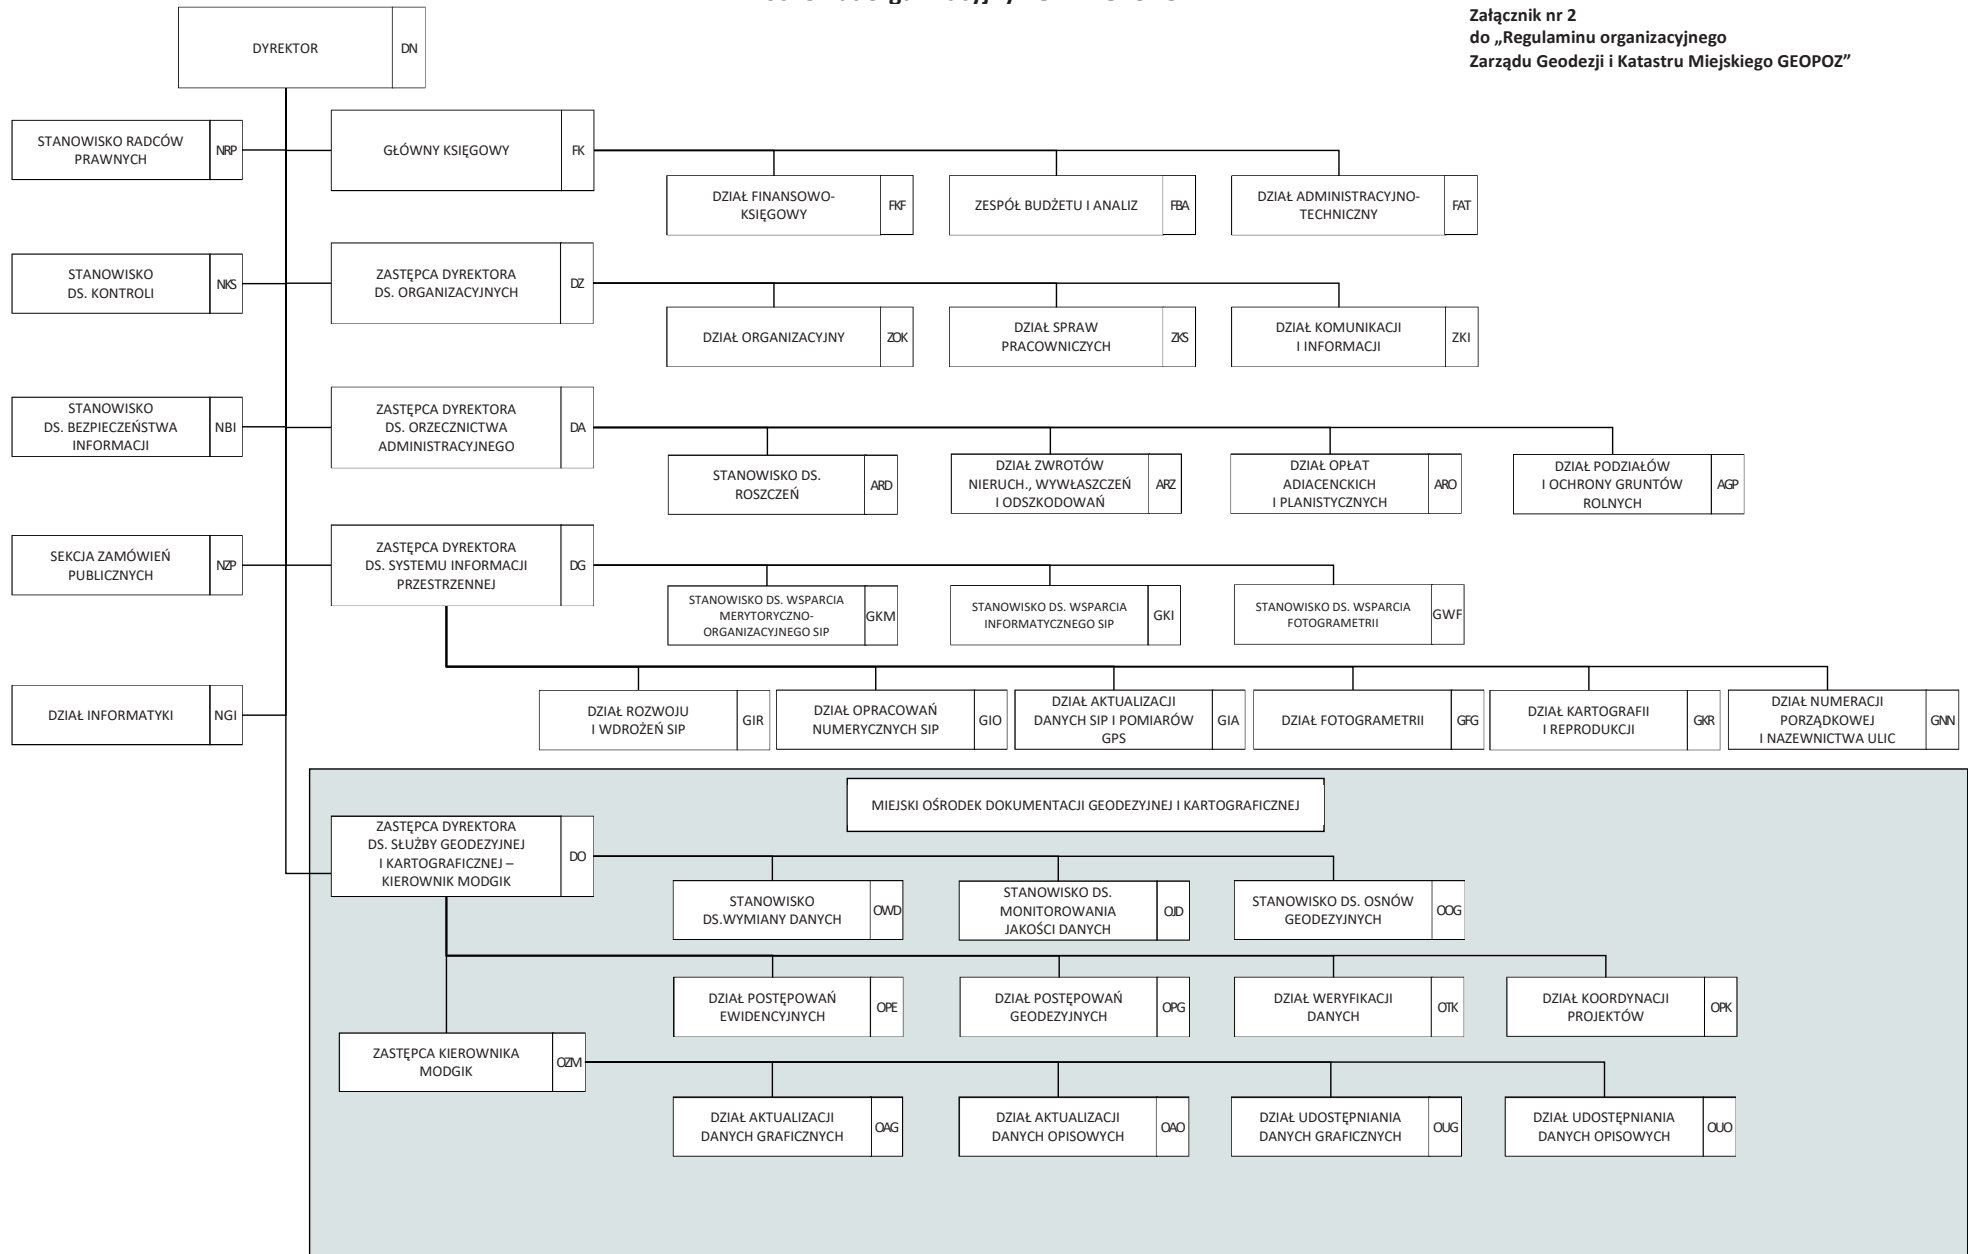 Załącznik nr 2
do „Regulaminu organizacyjnego
Zarządu Geodezji i Katastru Miejskiego GEOPOZ”
DYREKTOR
DN
STANOWISKO RADCÓW
PRAWNYCH
NRP
GŁÓWNY KSIĘGOWY
FK
DZIAŁ FINANSOWO-
KSIĘGOWY
FKF
ZESPÓŁ BUDŻETU I ANALIZ
FBA
DZIAŁ ADMINISTRACYJNO-
TECHNICZNY
FAT
STANOWISKO
DS. KONTROLI
NKS
ZASTĘPCA DYREKTORA
DS. ORGANIZACYJNYCH
DZ
DZIAŁ ORGANIZACYJNY
ZOK
DZIAŁ SPRAW
PRACOWNICZYCH
ZKS
DZIAŁ KOMUNIKACJI
I INFORMACJI
ZKI
STANOWISKO
DS. BEZPIECZEŃSTWA
INFORMACJI
NBI
ZASTĘPCA DYREKTORA
DS. ORZECZNICTWA
ADMINISTRACYJNEGO
DA
STANOWISKO DS.
ROSZCZEŃ
ARD
DZIAŁ ZWROTÓW
NIERUCH., WYWŁASZCZEŃ
I ODSZKODOWAŃ
ARZ
DZIAŁ OPŁAT
ADIACENCKICH
I PLANISTYCZNYCH
ARO
DZIAŁ PODZIAŁÓW
I OCHRONY GRUNTÓW
ROLNYCH
AGP
SEKCJA ZAMÓWIEŃ
PUBLICZNYCH
NZP
ZASTĘPCA DYREKTORA
DS. SYSTEMU INFORMACJI
PRZESTRZENNEJ
DG
STANOWISKO DS. WSPARCIA
MERYTORYCZNO-
ORGANIZACYJNEGO SIP
GKM
STANOWISKO DS. WSPARCIA
INFORMATYCZNEGO SIP
GKI
STANOWISKO DS. WSPARCIA
FOTOGRAMETRII
GWF
DZIAŁ INFORMATYKI
NGI
DZIAŁ ROZWOJU
I WDROŻEŃ SIP
GIR
DZIAŁ OPRACOWAŃ
NUMERYCZNYCH SIP
GIO
DZIAŁ AKTUALIZACJI
DANYCH SIP I POMIARÓW
GPS
GIA
DZIAŁ FOTOGRAMETRII
GFG
DZIAŁ KARTOGRAFII
I REPRODUKCJI
GKR
DZIAŁ NUMERACJI
PORZĄDKOWEJ
I NAZEWNICTWA ULIC
GNN
MIEJSKI OŚRODEK DOKUMENTACJI GEODEZYJNEJ I KARTOGRAFICZNEJ
ZASTĘPCA DYREKTORA
DS. SŁUŻBY GEODEZYJNEJ
I KARTOGRAFICZNEJ –
KIEROWNIK MODGIK
DO
STANOWISKO
DS.WYMIANY DANYCH
OWD
STANOWISKO DS.
MONITOROWANIA
JAKOŚCI DANYCH
OJD
STANOWISKO DS. OSNÓW
GEODEZYJNYCH
OOG
DZIAŁ POSTĘPOWAŃ
EWIDENCYJNYCH
OPE
DZIAŁ POSTĘPOWAŃ
GEODEZYJNYCH
OPG
DZIAŁ WERYFIKACJI
DANYCH
OTK
DZIAŁ KOORDYNACJI
PROJEKTÓW
OPK
ZASTĘPCA KIEROWNIKA
MODGIK
OZM
DZIAŁ AKTUALIZACJI
DANYCH GRAFICZNYCH
OAG
DZIAŁ AKTUALIZACJI
DANYCH OPISOWYCH
OAO
DZIAŁ UDOSTĘPNIANIA
DANYCH GRAFICZNYCH
OUG
DZIAŁ UDOSTĘPNIANIA
DANYCH OPISOWYCH
OUO